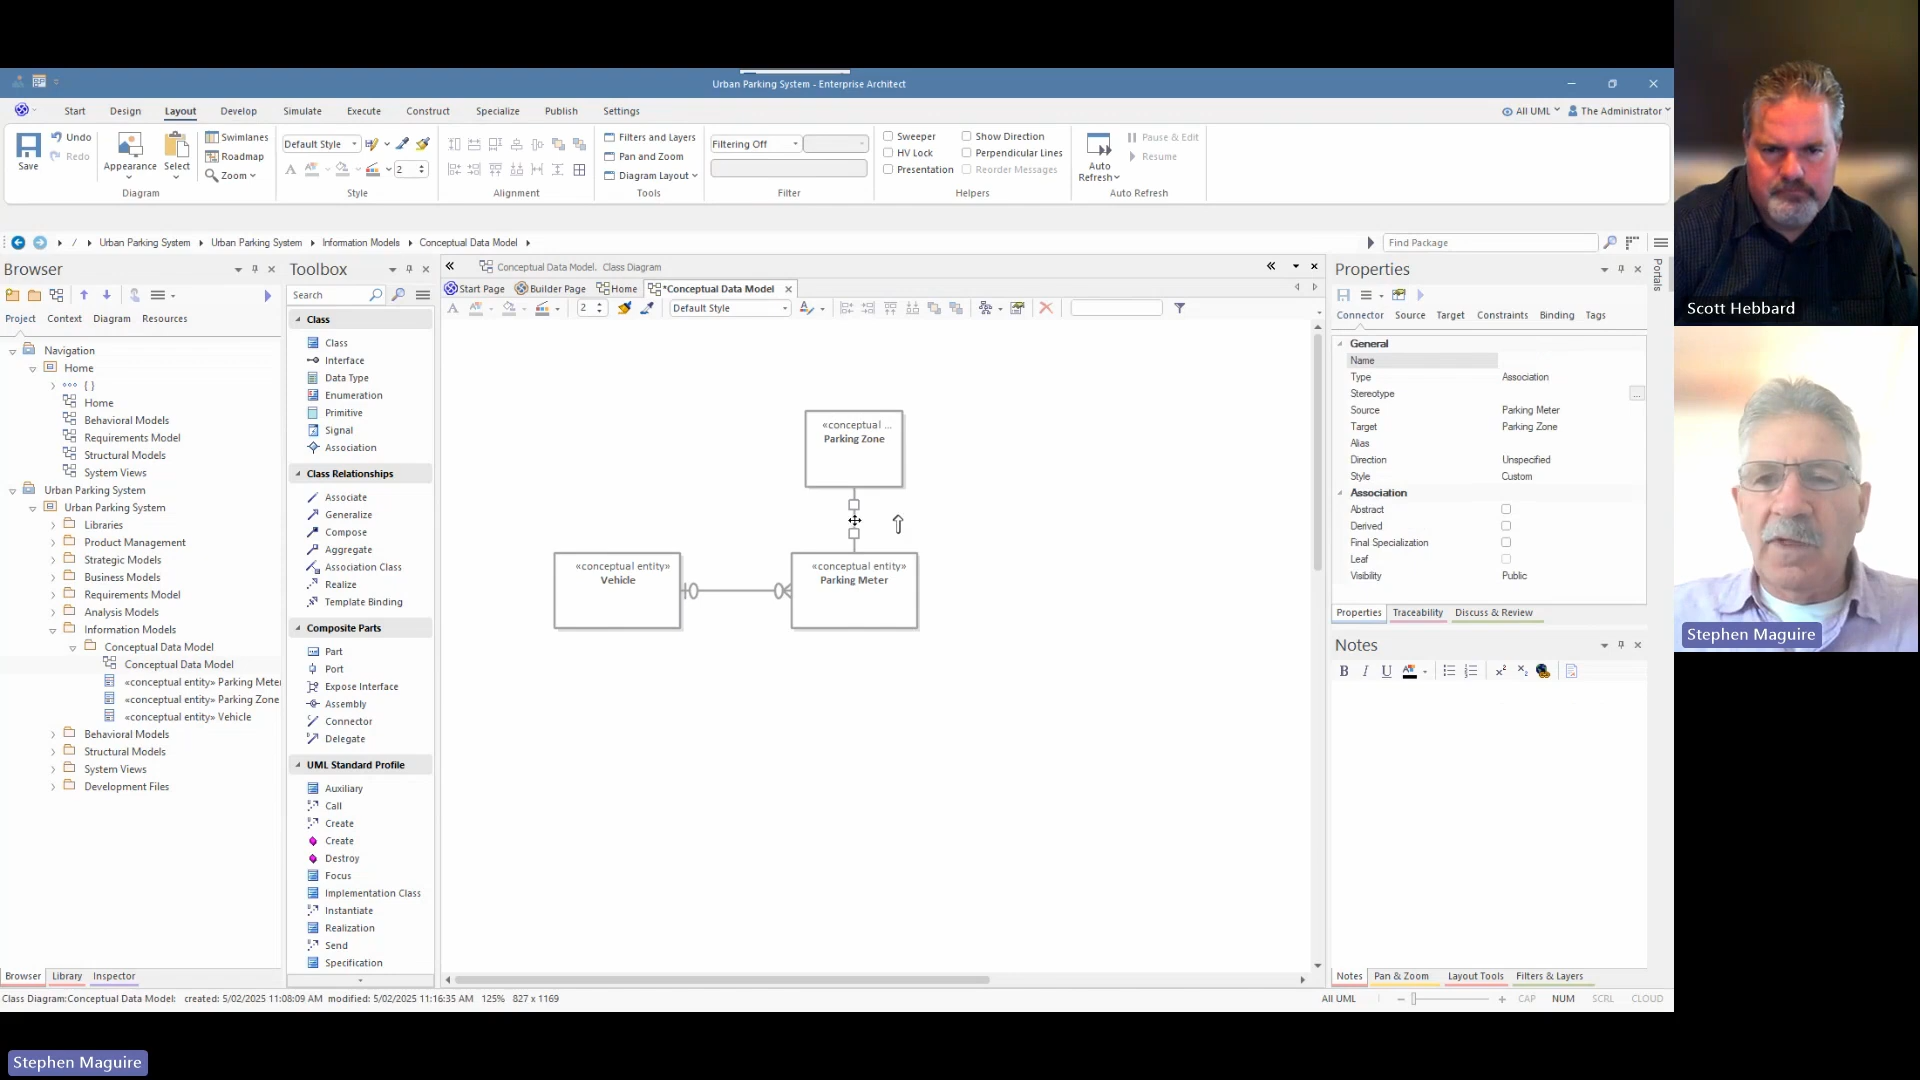 Urban Parking System - Enterprise Architect
Start Design Layout Develop Simulate Execute Construct Specialize Publish Settings
All UML The Administrator
Save
Undo
Redo
Appearance
Select
Swimlanes
Roadmap
Zoom
Diagram
Default Style
2
Style
Alignment
Filters and Layers
Pan and Zoom
Diagram Layout
Tools
Filtering Off
Filter
Sweeper
HV Lock
Presentation
Show Direction
Perpendicular Lines
Reorder Messages
Helpers
Auto
Refresh
Pause & Edit
Resume
Auto Refresh
/ Urban Parking System Urban Parking System Information Models Conceptual Data Model
Find Package
Browser
Project Context Diagram Resources
Navigation
Home
{ }
Home
Behavioral Models
Requirements Model
Structural Models
System Views
Urban Parking System
Urban Parking System
Libraries
Product Management
Strategic Models
Business Models
Requirements Model
Analysis Models
Information Models
Conceptual Data Model
Conceptual Data Model
«conceptual entity» Parking Meter
«conceptual entity» Parking Zone
«conceptual entity» Vehicle
Behavioral Models
Structural Models
System Views
Development Files
Browser Library Inspector
Toolbox
Search
Class
Class
Interface
Data Type
Enumeration
Primitive
Signal
Association
Class Relationships
Associate
Generalize
Compose
Aggregate
Association Class
Realize
Template Binding
Composite Parts
Part
Port
Expose Interface
Assembly
Connector
Delegate
UML Standard Profile
Auxiliary
Call
Create
Create
Destroy
Focus
Implementation Class
Instantiate
Realization
Send
Specification
Conceptual Data Model. Class Diagram
Start Page Builder Page Home *Conceptual Data Model
2
Default Style
«conceptual ...
Parking Zone
«conceptual entity»
Vehicle
«conceptual entity»
Parking Meter
Properties
Portals
Connector Source Target Constraints Binding Tags
General
Name
Type Association
Stereotype
Source Parking Meter
Target Parking Zone
Alias
Direction Unspecified
Style Custom
Association
Abstract
Derived
Final Specialization
Leaf
Visibility Public
Properties Traceability Discuss & Review
Notes
B I U
Notes Pan & Zoom Layout Tools Filters & Layers
Class Diagram:Conceptual Data Model: created: 5/02/2025 11:08:09 AM modified: 5/02/2025 11:16:35 AM 125% 827 x 1169
All UML CAP NUM SCRL CLOUD
Scott Hebbard
Stephen Maguire
Stephen Maguire